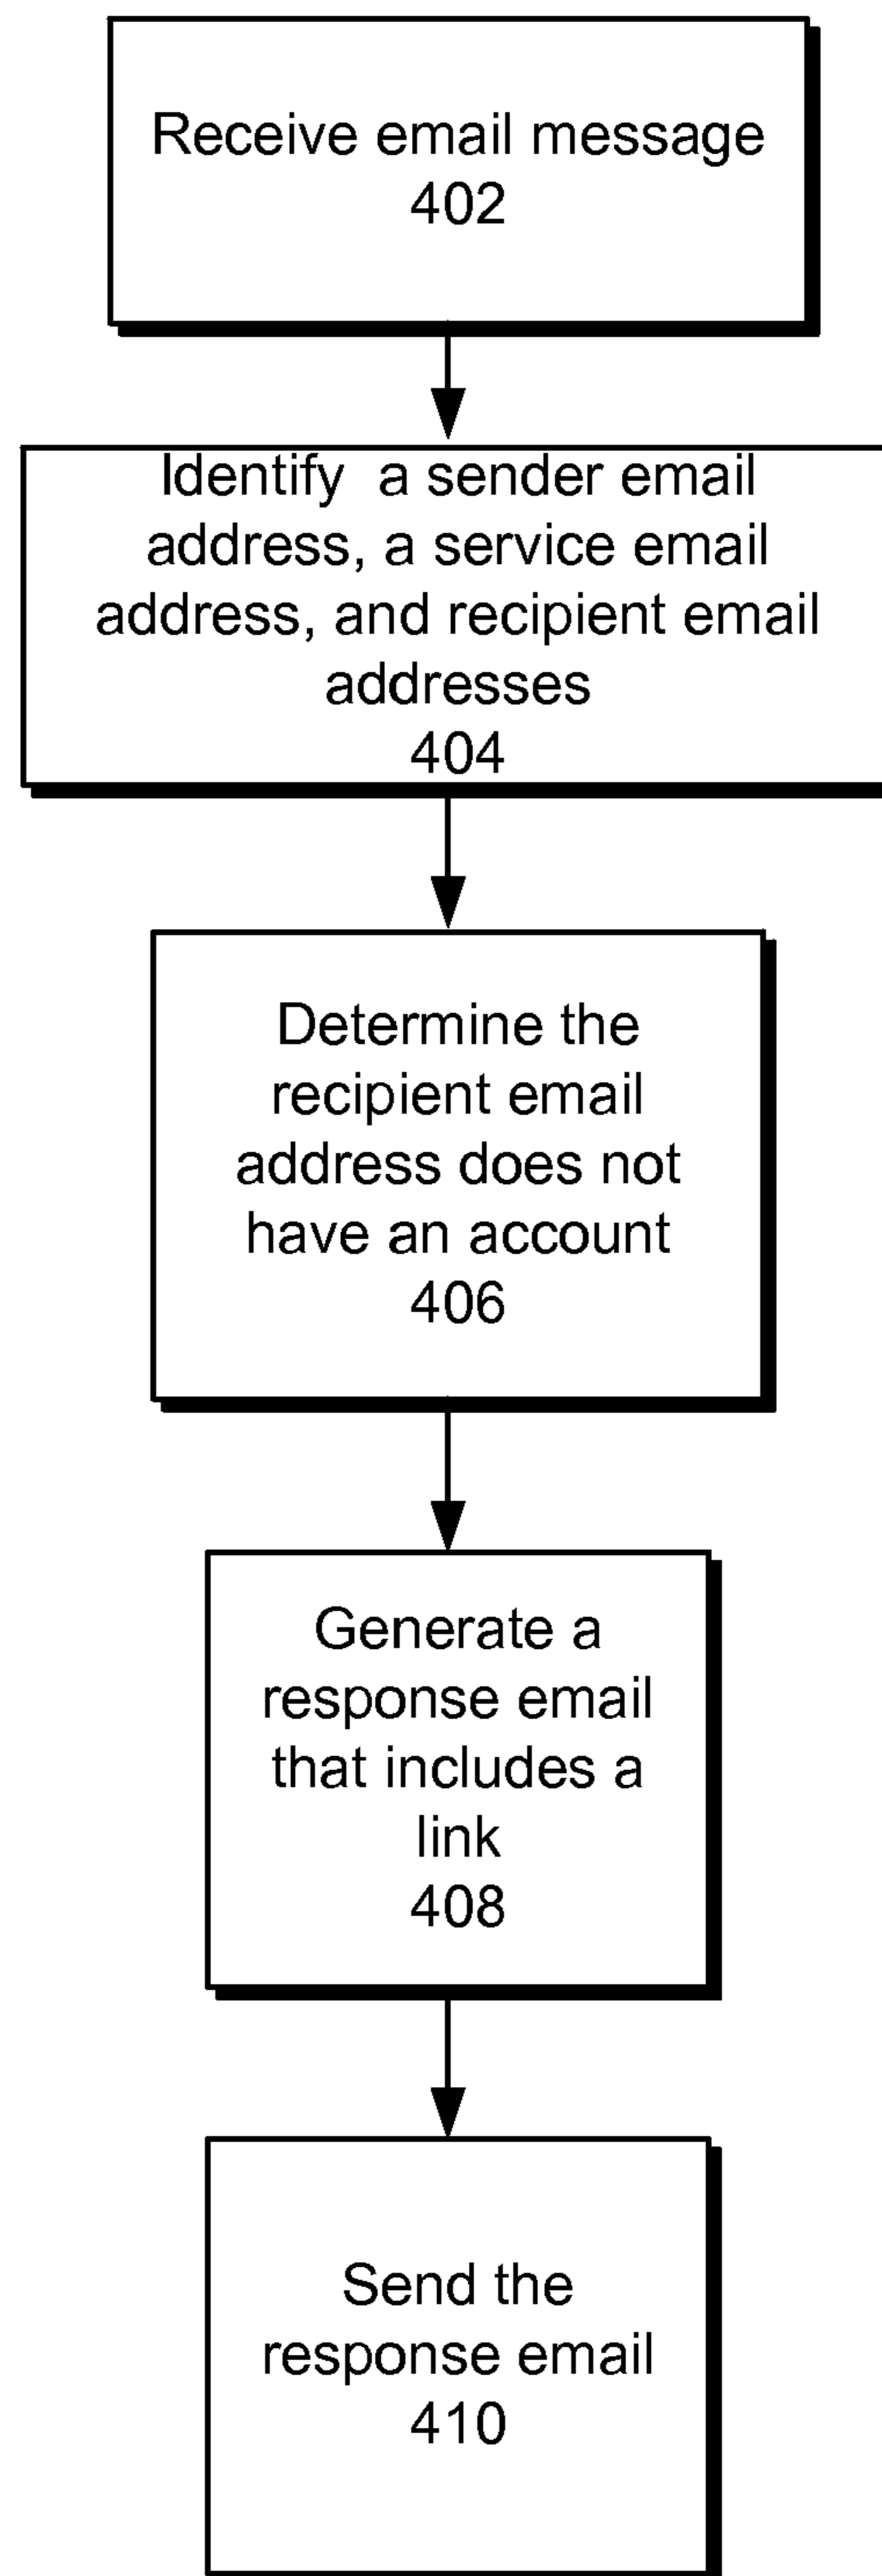 Receive email message
402
Identify  a sender email
address, a service email
address, and recipient email
addresses
404
Determine the
recipient email
address does not
have an account
406
Generate a
response email
that includes a
link
408
Send the
response email
410